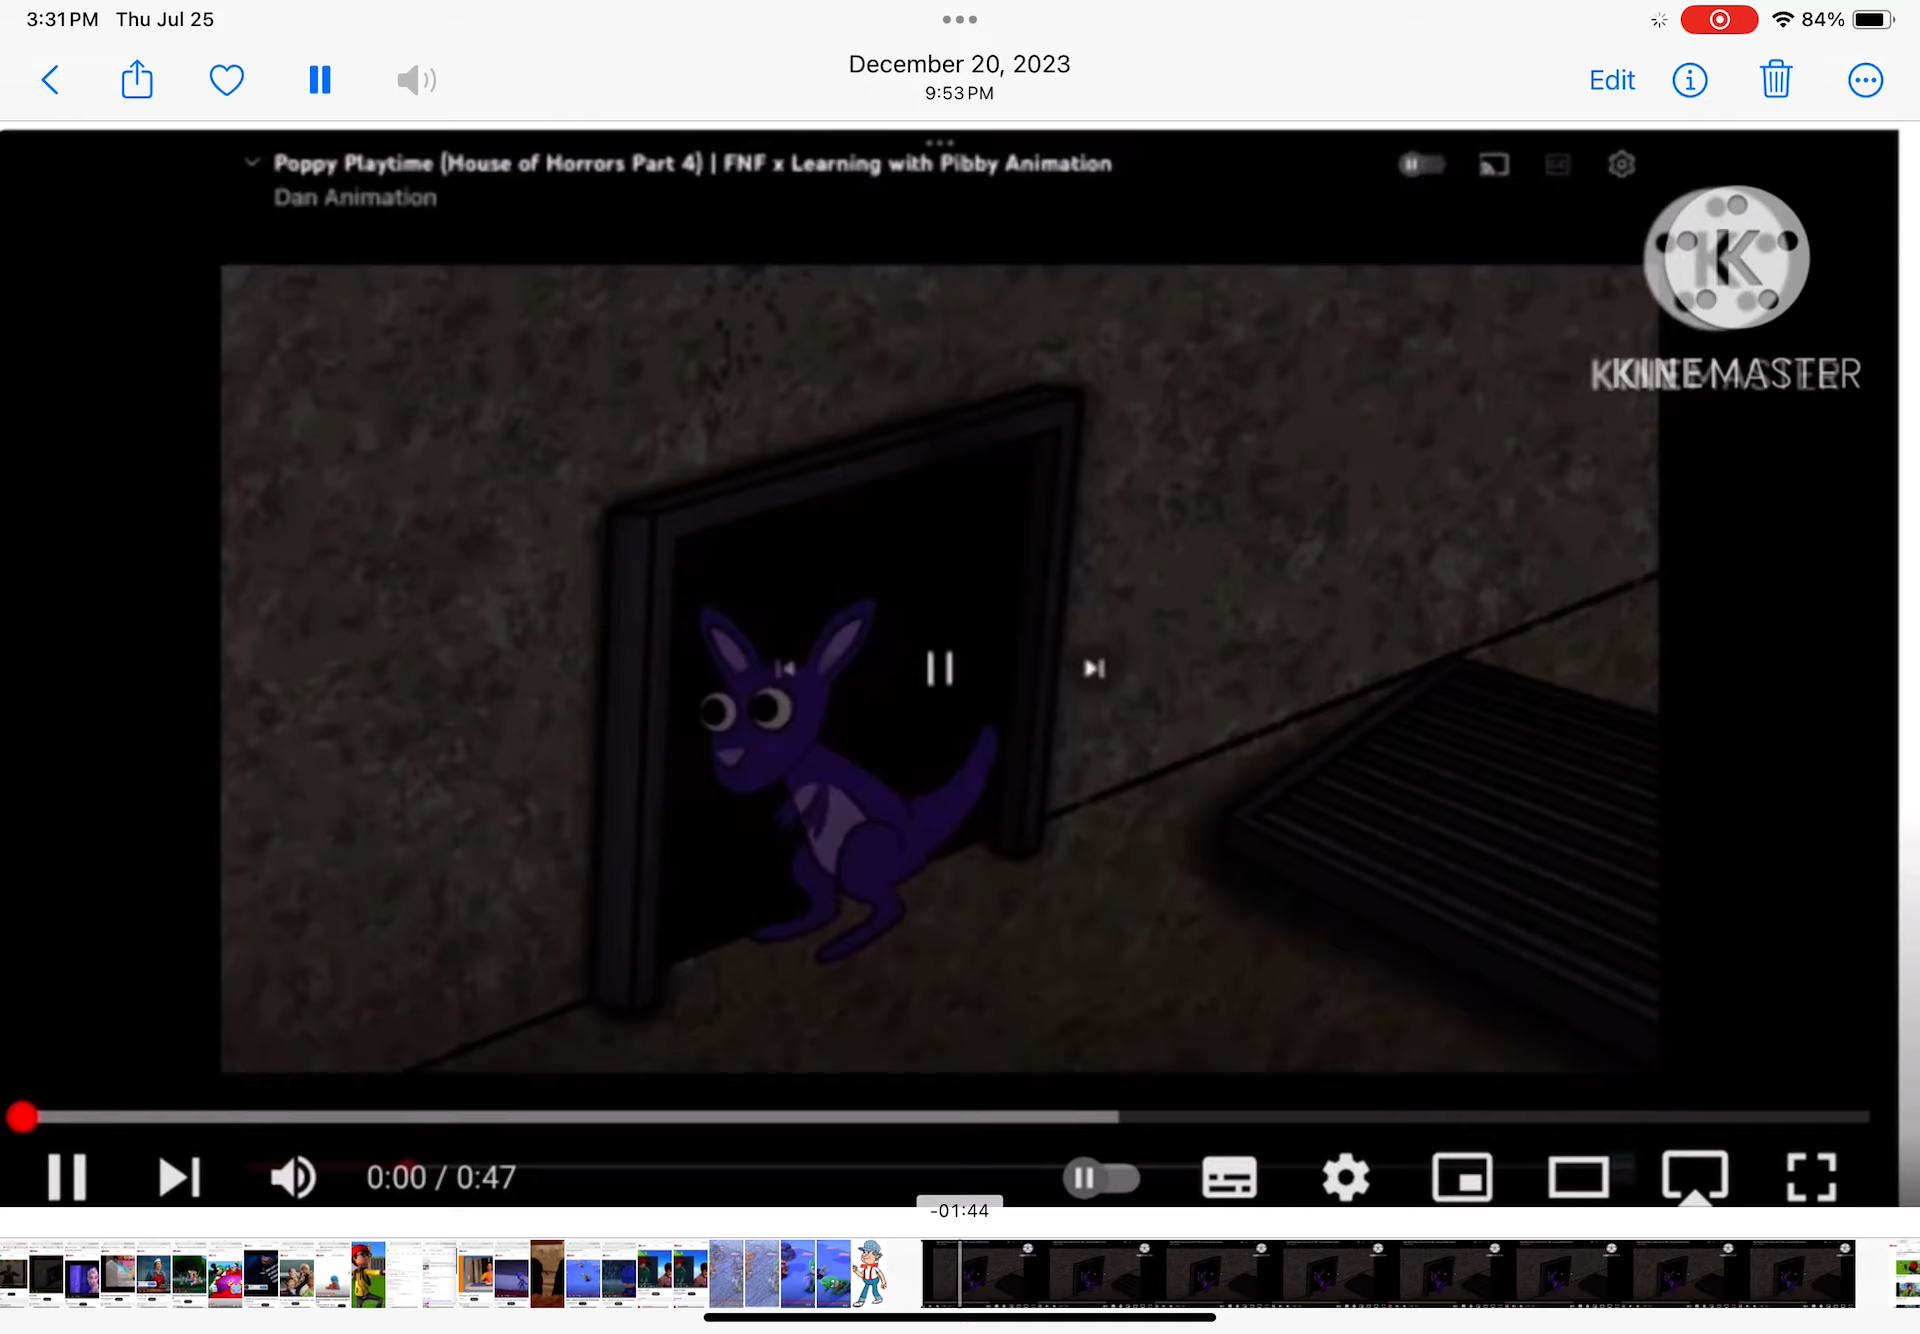 3:31 PM Thu Jul 25
84%
December 20, 2023
9:53 PM
Edit
Poppy Playtime (House of Horrors Part 4) | FNF x Learning with Pibby Animation
Dan Animation
K
KINEMASTER
0:00 / 0:47
-01:44